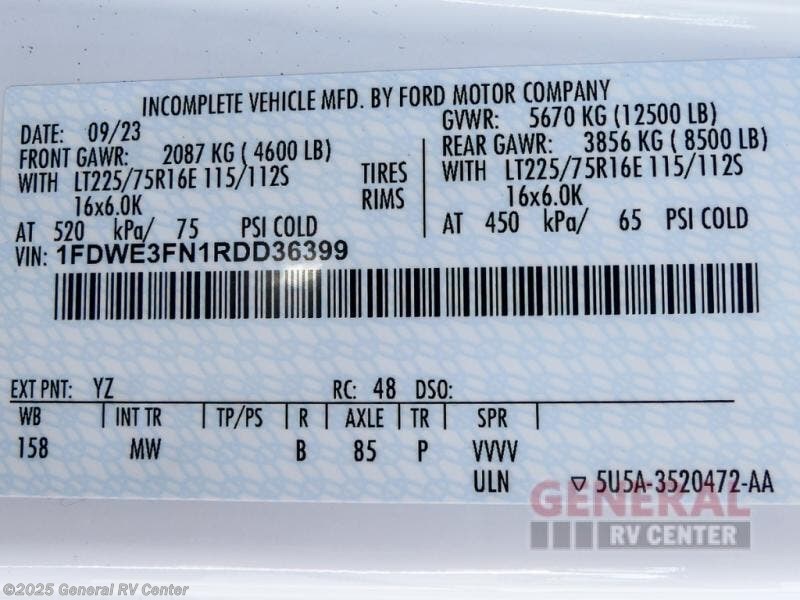 INCOMPLETE VEHICLE MFD. BY FORD MOTOR COMPANY
DATE: 09/23
GVWR: 5670 KG (12500 LB)
FRONT GAWR: 2087 KG ( 4600 LB)
REAR GAWR: 3856 KG ( 8500 LB)
WITH LT225/75R16E 115/112S
TIRES
WITH LT225/75R16E 115/112S
16x6.0K
RIMS
16x6.0K
AT 520 kPa/ 75 PSI COLD
AT 450 kPa/ 65 PSI COLD
VIN: 1FDWE3FN1RDD36399
EXT PNT: YZ RC: 48 DSO:
WB INT TR TP/PS R AXLE TR SPR
158 MW B 85 P VVVV
ULN ▽ 5U5A-3520472-AA
GENERAL
RV CENTER
©2025 General RV Center